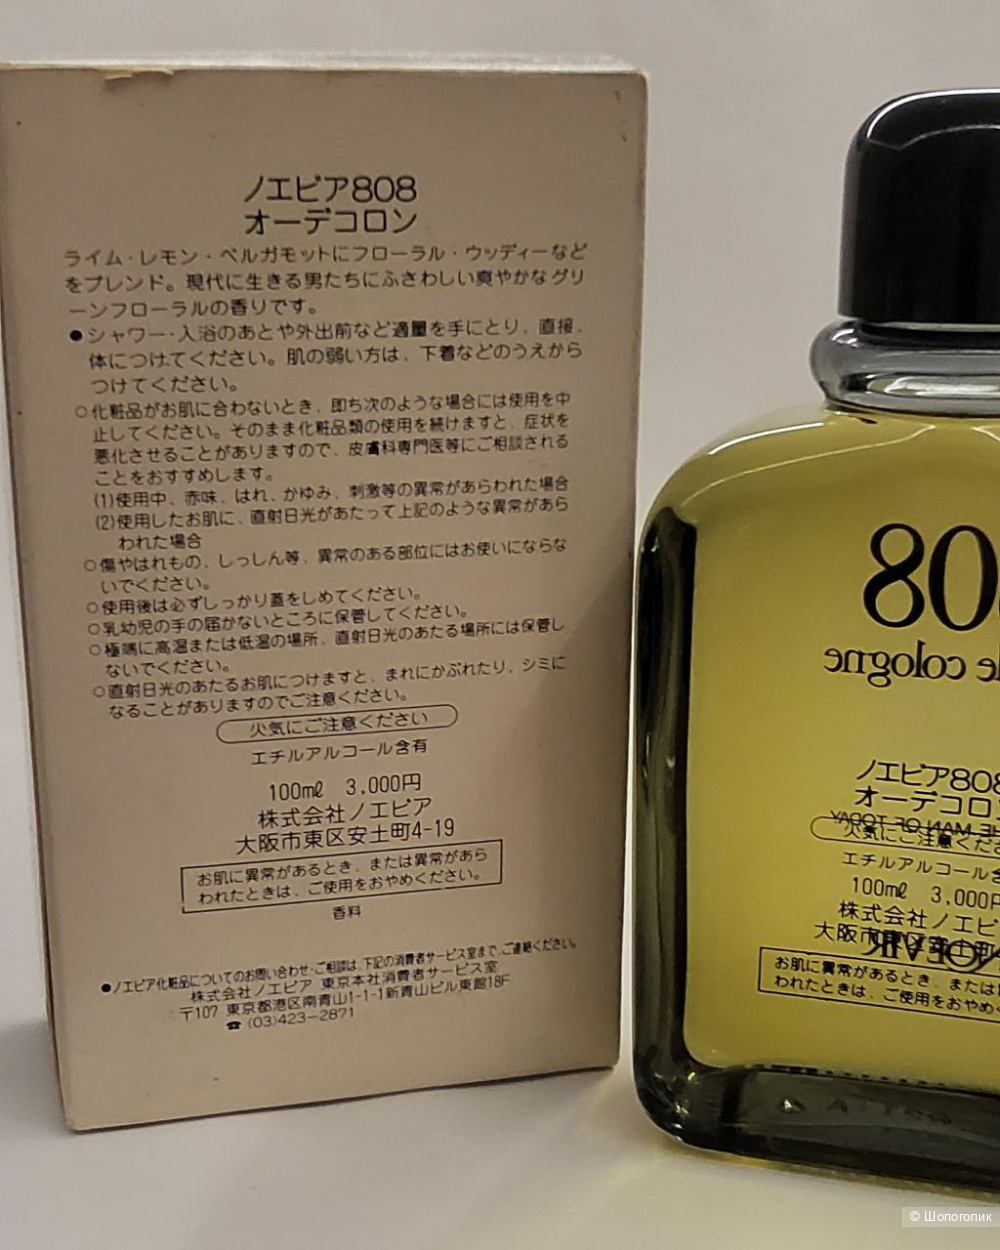 ノエビア808
オーデコロン
ライム・レモン・ベルガモットにフローラル・ウッディーなど
をブレンド。現代に生きる男たちにふさわしい爽やかなグリ
ーンフローラルの香りです。
●シャワー・入浴のあとや外出前など適量を手にとり、直接、
体につけてください。肌の弱い方は、下着などのうえから
つけてください。
○化粧品がお肌に合わないとき、即ち次のような場合には使用を中
止してください。そのまま化粧品類の使用を続けますと、症状を
悪化させることがありますので、皮膚科専門医等にご相談される
ことをおすすめします。
(1)使用中、赤味、はれ、かゆみ、刺激等の異常があらわれた場合
(2)使用したお肌に、直射日光があたって上記のような異常があら
われた場合
○傷やはれもの、しっしん等、異常のある部位にはお使いにならな
いでください。
○使用後は必ずしっかり蓋をしめてください。
○乳幼児の手の届かないところに保管してください。
○極端に高温または低温の場所、直射日光のあたる場所には保管し
ないでください。
○直射日光のあたるお肌につけますと、まれにかぶれたり、シミに
なることがありますのでご注意ください。
火気にご注意ください
エチルアルコール含有
100mℓ 3,000円
株式会社ノエビア
大阪市東区安土町4-19
お肌に異常があるとき、または異常があら
われたときは、ご使用をおやめください。
香料
●ノエビア化粧品についてのお問い合わせ・ご相談は、下記の消費者サービス室まで、ご連絡ください。
株式会社ノエビア 東京本社消費者サービス室
〒107 東京都港区南青山1-1-1新青山ビル東館18F
☎ (03)423-2871
808
de cologne
ノエビア808
オーデコロン
MAN OF TODAY
火気にご注意くださ
エチルアルコール含
100mℓ 3,000円
株式会社ノエビ
大阪市東区安土町
NOEVIR
お肌に異常があるとき、または
われたときは、ご使用をおやめ
© Шопоголик